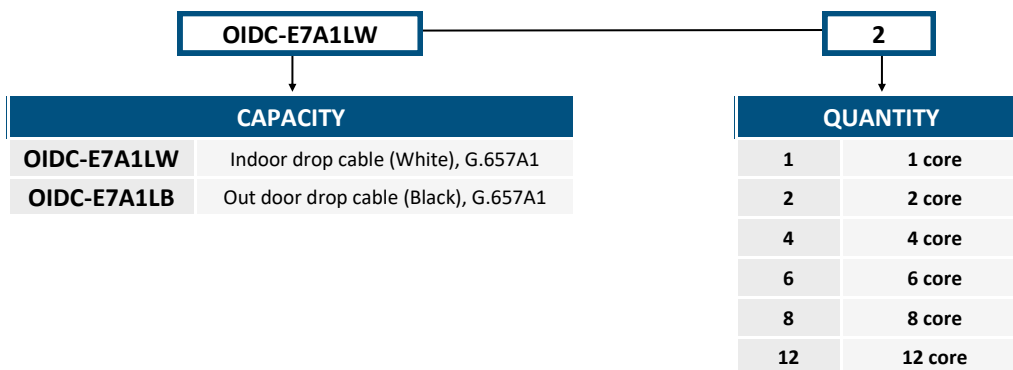 OIDC-E7A1LW 2
CAPACITY
OIDC-E7A1LW Indoor drop cable (White), G.657A1
OIDC-E7A1LB Out door drop cable (Black), G.657A1
QUANTITY
1 1 core
2 2 core
4 4 core
6 6 core
8 8 core
12 12 core